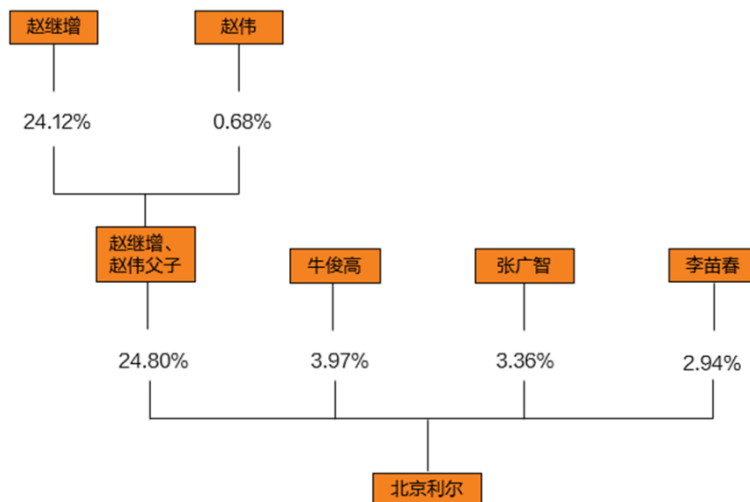 赵继增
赵伟
24.12%
0.68%
赵继增、
赵伟父子
牛俊高
张广智
李苗春
24.80%
3.97%
3.36%
2.94%
北京利尔